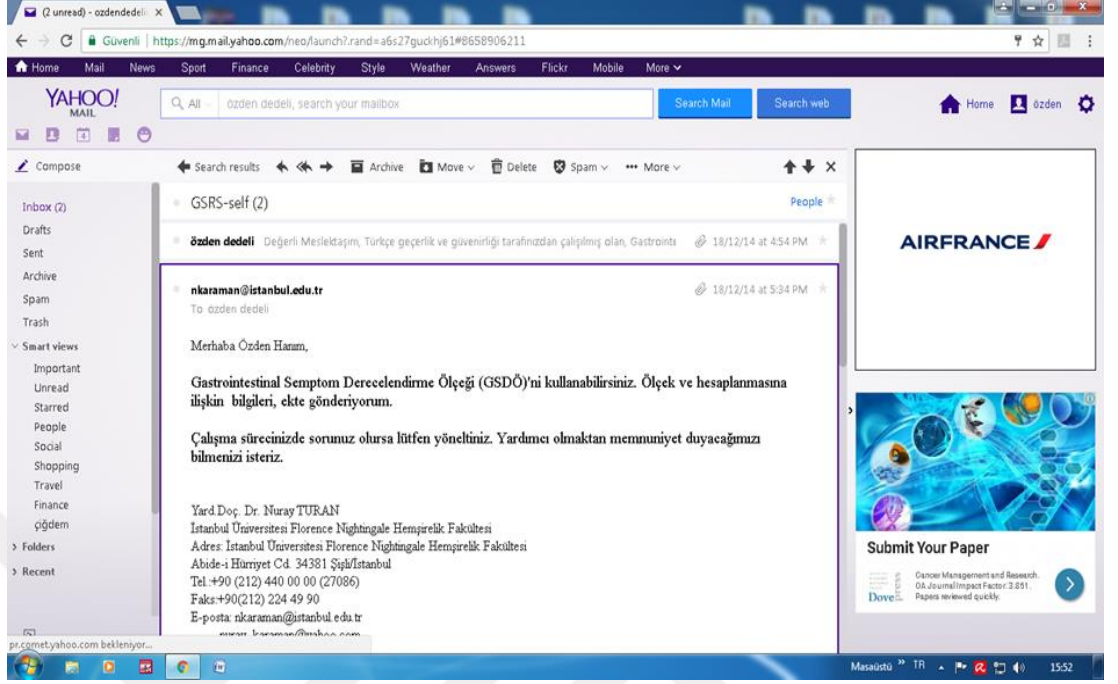 (2 unread) - ozdendedeli
Güvenli | https://mg.mail.yahoo.com/neo/launch?.rand=a6s27guckhj61#8658906211
Home Mail News Sport Finance Celebrity Style Weather Answers Flickr Mobile More
YAHOO!
MAIL
All özden dedeli, search your mailbox Search Mail Search web Home özden
4
Compose
Search results Archive Move Delete Spam More
Inbox (2)
Drafts
Sent
Archive
Spam
Trash
Smart views
Important
Unread
Starred
People
Social
Shopping
Travel
Finance
çiğdem
Folders
Recent
GSRS-self (2) People
özden dedeli Değerli Meslektaşım, Türkçe geçerlik ve güvenirliği tarafınızdan çalışılmış olan, Gastrointe 18/12/14 at 4:54 PM
nkaraman@istanbul.edu.tr 18/12/14 at 5:34 PM
To özden dedeli
Merhaba Özden Hanım,
Gastrointestinal Semptom Derecelendirme Ölçeği (GSDÖ)'ni kullanabilirsiniz. Ölçek ve hesaplanmasına
ilişkin bilgileri, ekte gönderiyorum.
Çalışma sürecinizde sorunuz olursa lütfen yöneltiniz. Yardımcı olmaktan memnuniyet duyacağımızı
bilmenizi isteriz.
Yard.Doç. Dr. Nuray TURAN
İstanbul Üniversitesi Florence Nightingale Hemşirelik Fakültesi
Adres: İstanbul Üniversitesi Florence Nightingale Hemşirelik Fakültesi
Abide-i Hürriyet Cd. 34381 Şişli/İstanbul
Tel.:+90 (212) 440 00 00 (27086)
Faks:+90(212) 224 49 90
E-posta: nkaraman@istanbul.edu.tr
nuray_karaman@yahoo.com
AIRFRANCE
Submit Your Paper
Cancer Management and Research.
OA Journal Impact Factor: 3.851.
Papers reviewed quickly.
Dovepress
pr.comet.yahoo.com bekleniyor...
Masaüstü TR 15:52